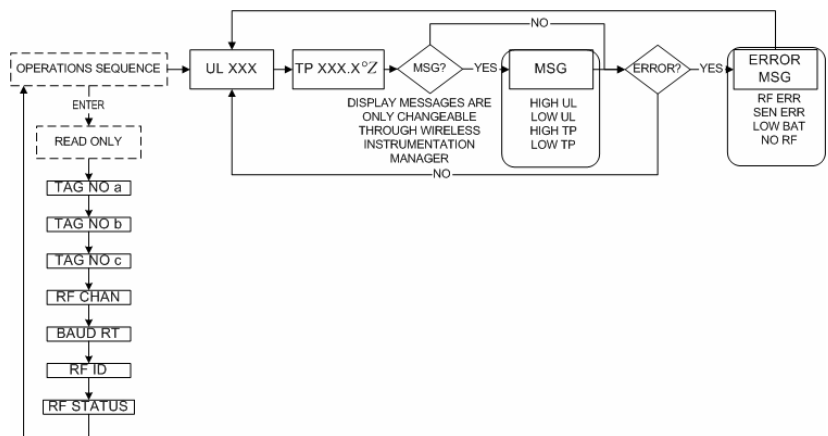 NO
OPERATIONS SEQUENCE
UL XXX
TP XXX.X°Z
MSG?
YES
MSG
ERROR?
YES
ERROR
MSG
ENTER
DISPLAY MESSAGES ARE
ONLY CHANGEABLE
THROUGH WIRELESS
INSTRUMENTATION
MANAGER
HIGH UL
LOW UL
HIGH TP
LOW TP
RF ERR
SEN ERR
LOW BAT
NO RF
NO
READ ONLY
TAG NO a
TAG NO b
TAG NO c
RF CHAN
BAUD RT
RF ID
RF STATUS